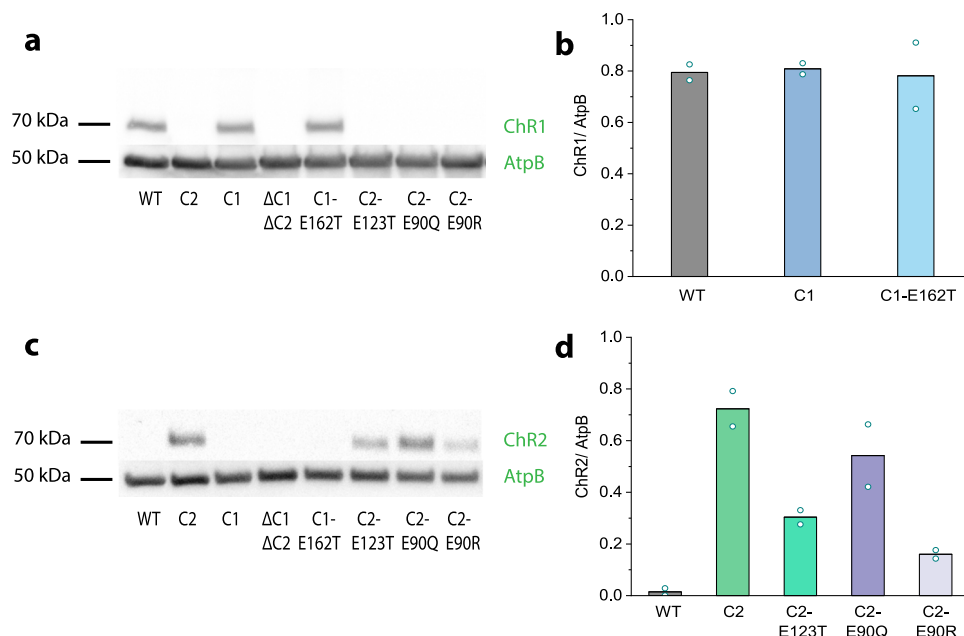 a
70 kDa
ChR1
50 kDa
AtpB
WT C2 C1 ΔC1 C1- C2- C2- C2-
ΔC2 E162T E123T E90Q E90R
b
ChR1/ AtpB
1.0
0.8
0.6
0.4
0.2
0.0
WT C1 C1-E162T
c
70 kDa
ChR2
50 kDa
AtpB
WT C2 C1 ΔC1 C1- C2- C2- C2-
ΔC2 E162T E123T E90Q E90R
d
ChR2/ AtpB
1.0
0.8
0.6
0.4
0.2
0.0
WT C2 C2- C2- C2-
E123T E90Q E90R